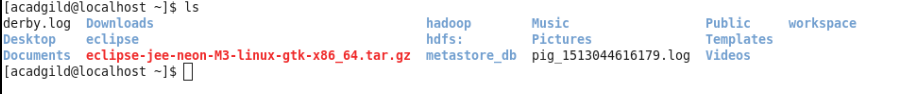 [acadgild@localhost ~]$ ls
derby.log  Downloads                                  hadoop        Music                  Public     workspace
Desktop    eclipse                                    hdfs:         Pictures               Templates
Documents  eclipse-jee-neon-M3-linux-gtk-x86_64.tar.gz  metastore_db  pig_1513044616179.log  Videos
[acadgild@localhost ~]$